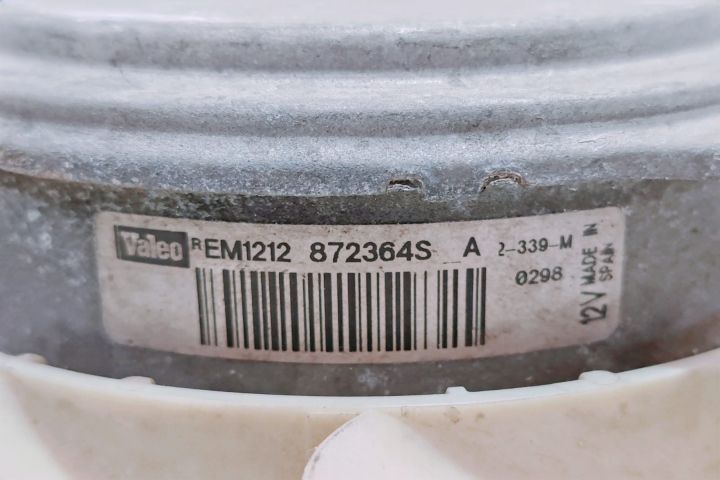 Valeo REM1212 872364S A 2-339-M
0298
12V MADE IN
SPAIN